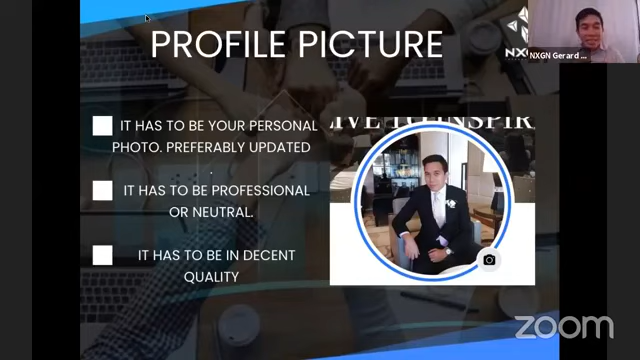 PROFILE PICTURE
NXGN Gerard ...
IT HAS TO BE YOUR PERSONAL
PHOTO. PREFERABLY UPDATED
.
IT HAS TO BE PROFESSIONAL
OR NEUTRAL.
IT HAS TO BE IN DECENT
QUALITY
zoom